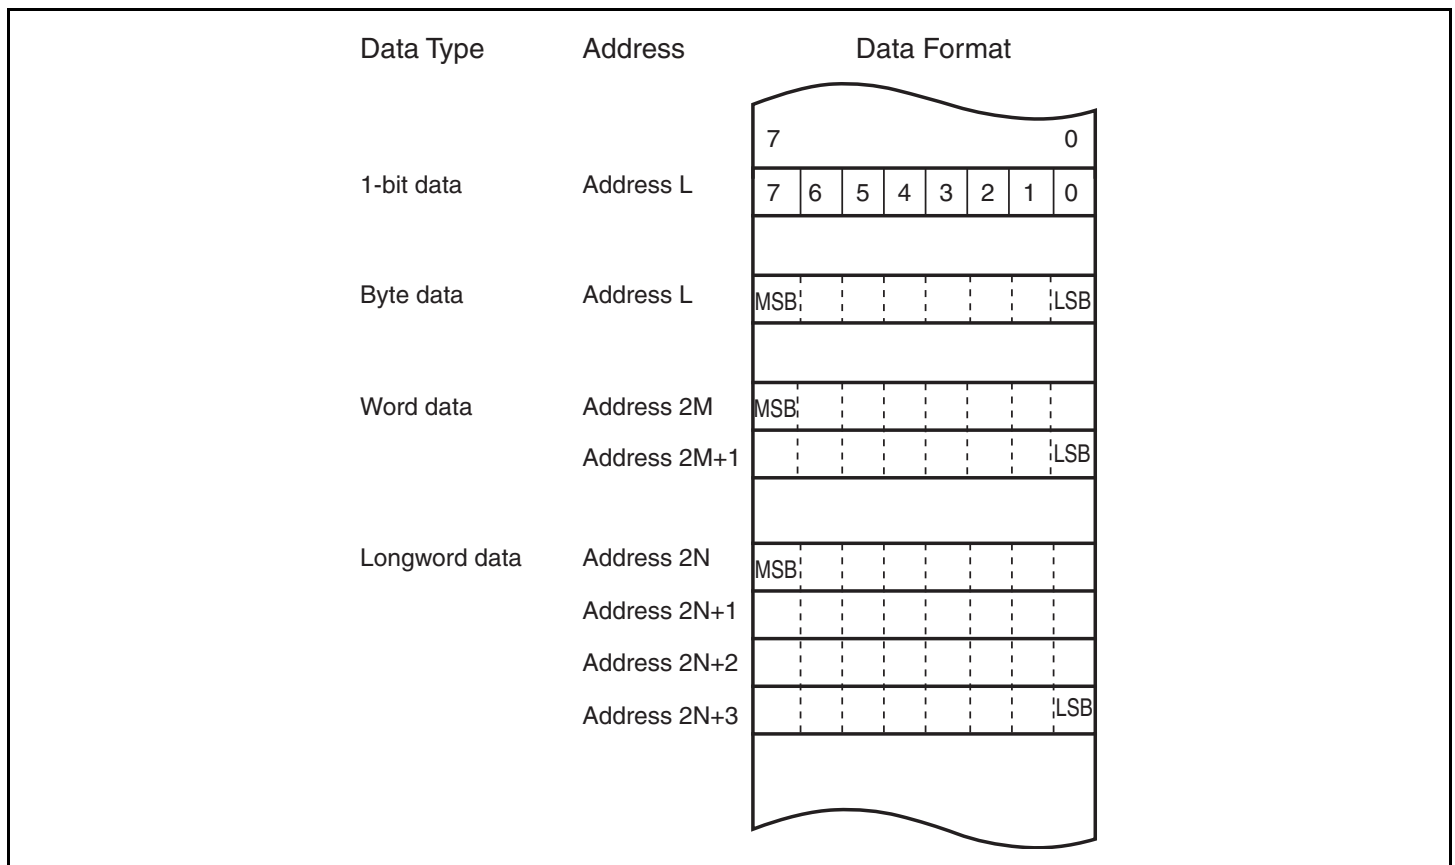 Data Type Address Data Format
7 0
1-bit data Address L 7 6 5 4 3 2 1 0
Byte data Address L MSB LSB
Word data Address 2M MSB
Address 2M+1 LSB
Longword data Address 2N MSB
Address 2N+1
Address 2N+2
Address 2N+3 LSB